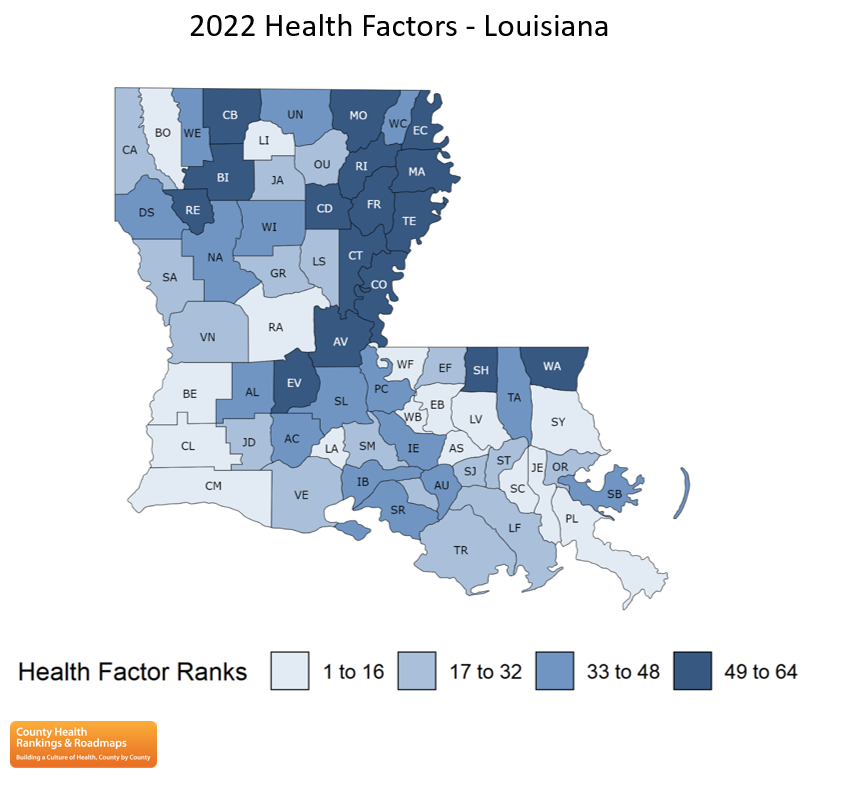 2022 Health Factors - Louisiana
CB
UN
MO
WC
EC
BO
WE
LI
CA
OU
RI
MA
BI
JA
RE
CD
FR
DS
TE
WI
NA
CT
LS
GR
SA
CO
RA
VN
AV
WF
EF
SH
WA
EV
PC
BE
AL
TA
SL
EB
WB
LV
SY
AC
JD
CL
LA
SM
IE
AS
ST
JE
OR
SJ
IB
AU
CM
SC
VE
SB
SR
PL
LF
TR
Health Factor Ranks
1 to 16
17 to 32
33 to 48
49 to 64
County Health
Rankings & Roadmaps
Building a Culture of Health, County by County